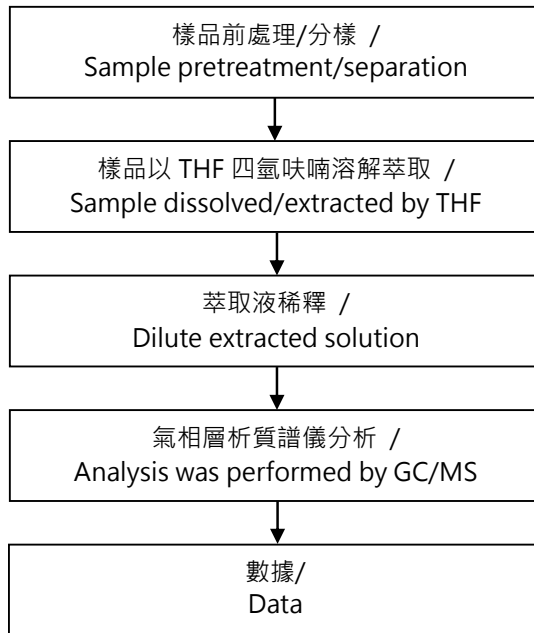 樣品前處理/分樣 /
Sample pretreatment/separation
樣品以 THF 四氫呋喃溶解萃取 /
Sample dissolved/extracted by THF
萃取液稀釋 /
Dilute extracted solution
氣相層析質譜儀分析 /
Analysis was performed by GC/MS
數據/
Data